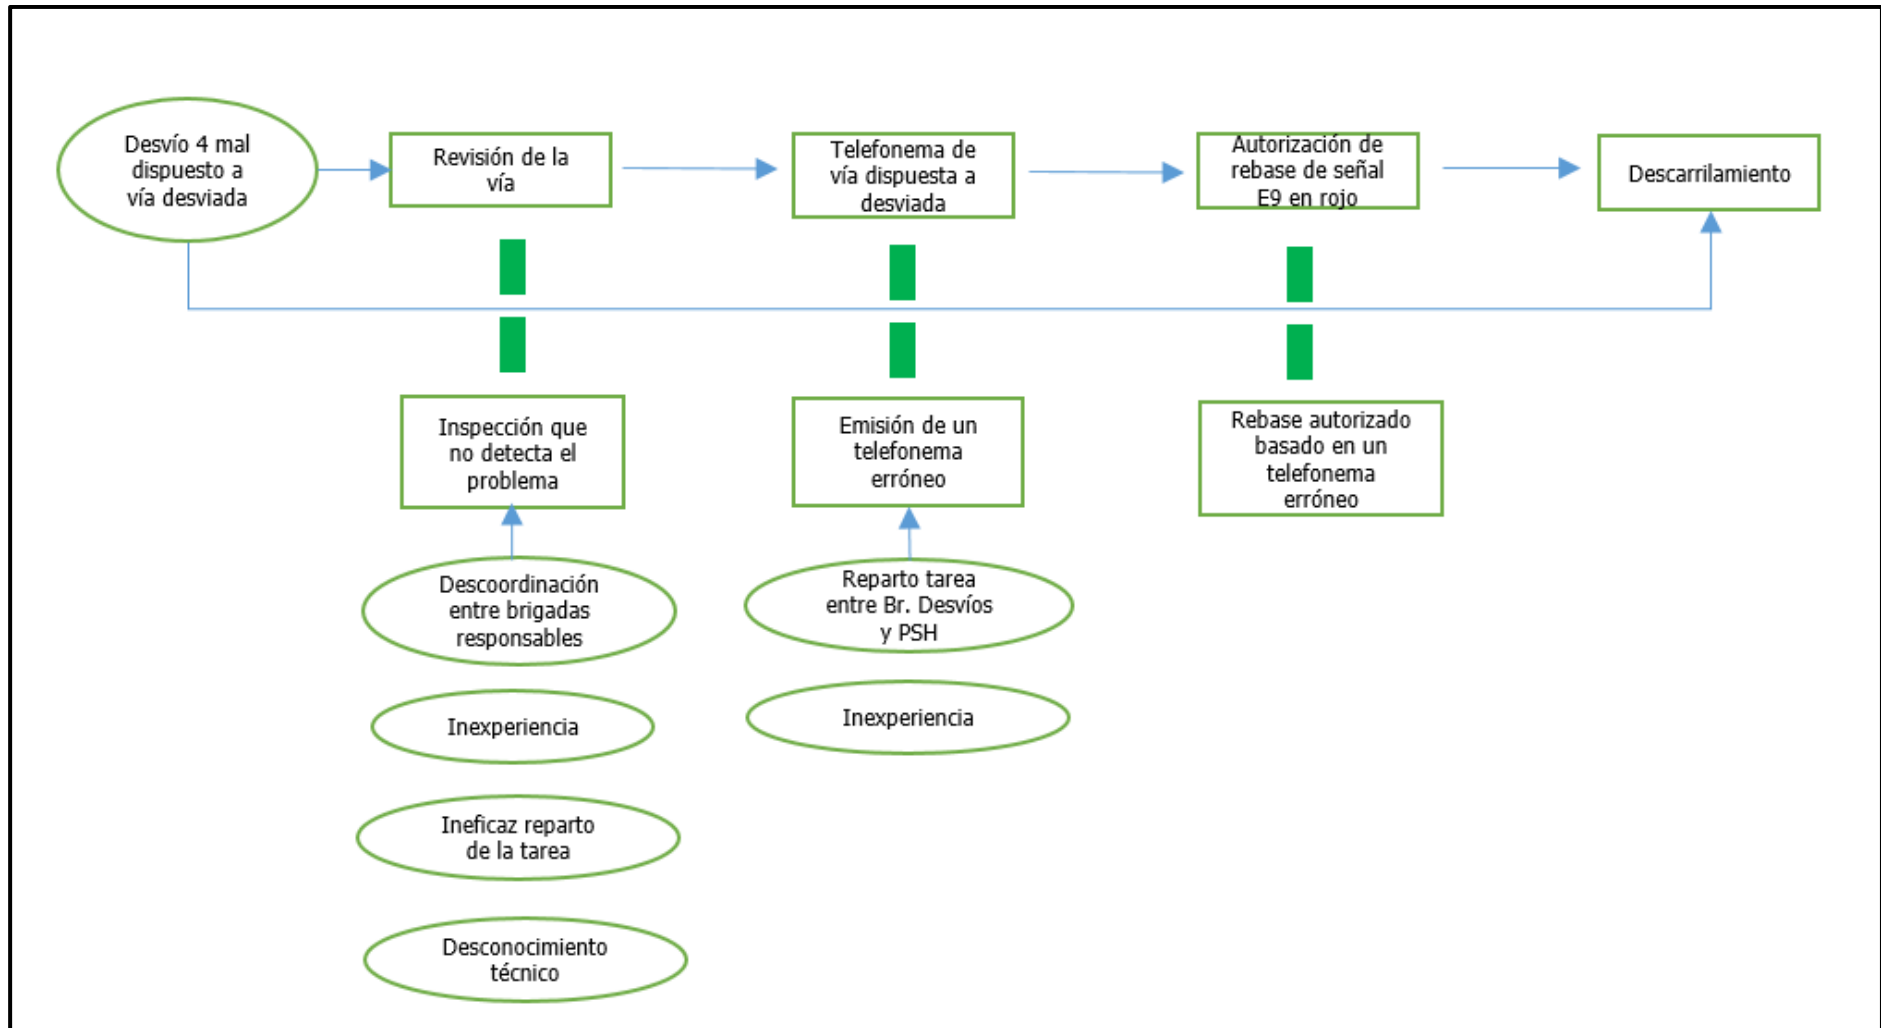 Desvío 4 mal
dispuesto a
vía desviada
Revisión de la
vía
Telefonema de
vía dispuesta a
desviada
Autorización de
rebase de señal
E9 en rojo
Descarrilamiento
Inspección que
no detecta el
problema
Emisión de un
telefonema
erróneo
Rebase autorizado
basado en un
telefonema
erróneo
Descoordinación
entre brigadas
responsables
Reparto tarea
entre Br. Desvíos
y PSH
Inexperiencia
Inexperiencia
Ineficaz reparto
de la tarea
Desconocimiento
técnico